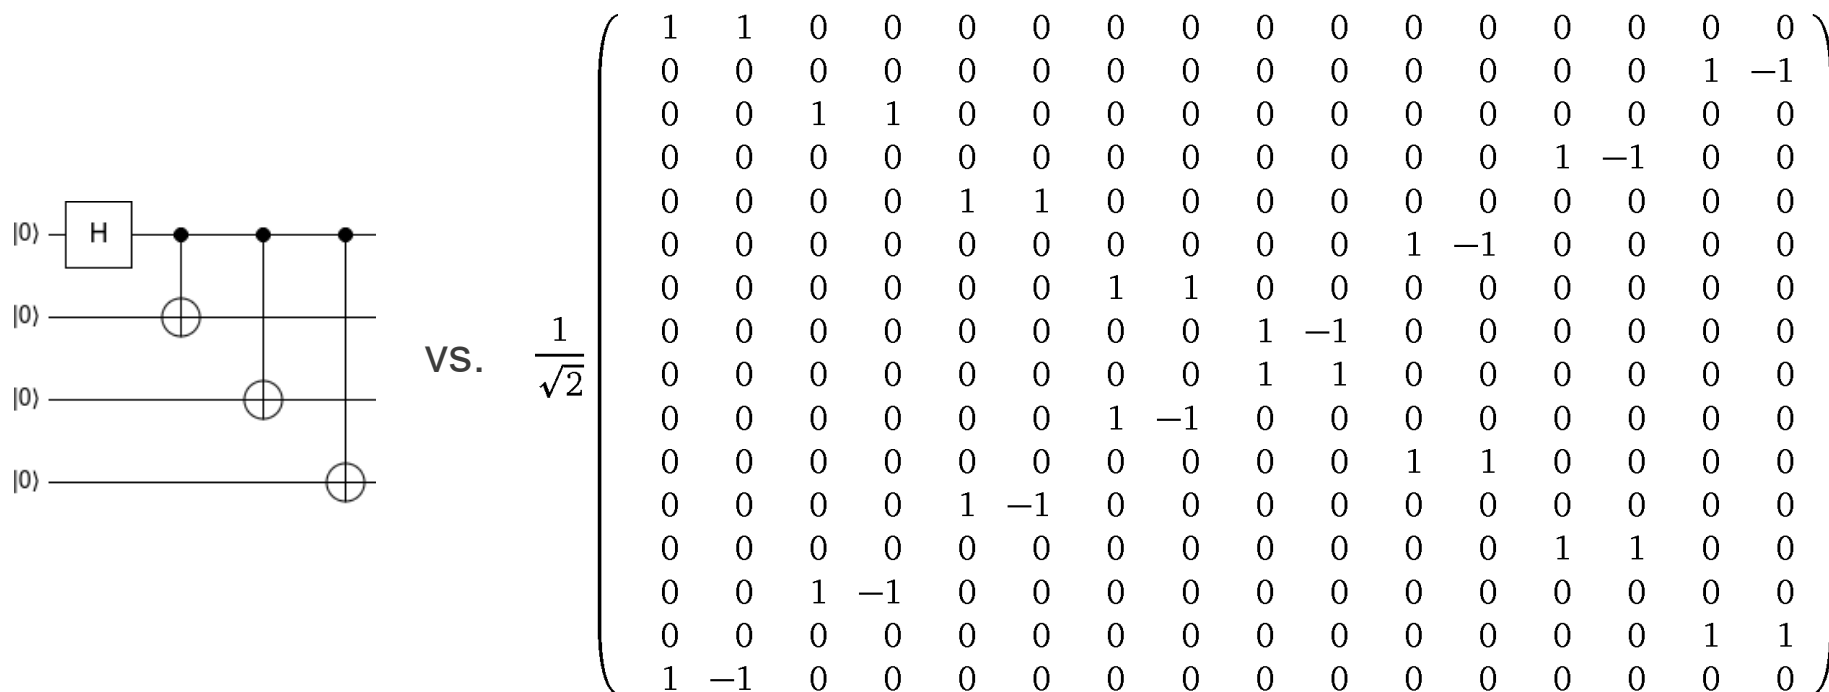 |0⟩ H
|0⟩
|0⟩
|0⟩
vs.
1
√2
1 1 0 0 0 0 0 0 0 0 0 0 0 0 0 0
0 0 0 0 0 0 0 0 0 0 0 0 0 0 1 −1
0 0 1 1 0 0 0 0 0 0 0 0 0 0 0 0
0 0 0 0 0 0 0 0 0 0 0 0 1 −1 0 0
0 0 0 0 1 1 0 0 0 0 0 0 0 0 0 0
0 0 0 0 0 0 0 0 0 0 1 −1 0 0 0 0
0 0 0 0 0 0 1 1 0 0 0 0 0 0 0 0
0 0 0 0 0 0 0 0 1 −1 0 0 0 0 0 0
0 0 0 0 0 0 0 0 1 1 0 0 0 0 0 0
0 0 0 0 0 0 1 −1 0 0 0 0 0 0 0 0
0 0 0 0 0 0 0 0 0 0 1 1 0 0 0 0
0 0 0 0 1 −1 0 0 0 0 0 0 0 0 0 0
0 0 0 0 0 0 0 0 0 0 0 0 1 1 0 0
0 0 1 −1 0 0 0 0 0 0 0 0 0 0 0 0
0 0 0 0 0 0 0 0 0 0 0 0 0 0 1 1
1 −1 0 0 0 0 0 0 0 0 0 0 0 0 0 0